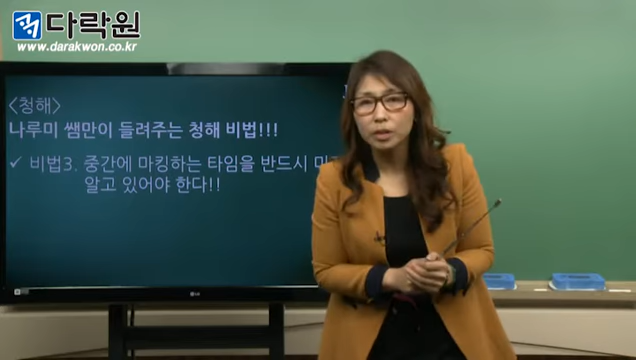 다락원
www.darakwon.co.kr
<청해>
나루미 쌤만이 들려주는 청해 비법!!!
✓ 비법3. 중간에 마킹하는 타임을 반드시
알고 있어야 한다!!
LG